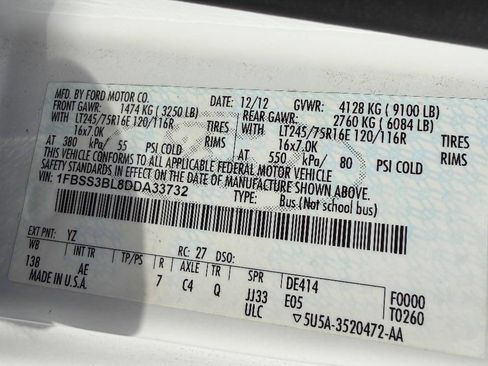 MFD. BY FORD MOTOR CO. DATE: 12/12 GVWR: 4128 KG (9100 LB)
FRONT GAWR: 1474 KG (3250 LB) REAR GAWR: 2760 KG (6084 LB)
WITH LT245/75R16E 120/116R TIRES WITH LT245/75R16E 120/116R TIRES
16x7.0K RIMS 16x7.0K RIMS
AT 380 kPa/ 55 PSI COLD AT 550 kPa/ 80 PSI COLD
THIS VEHICLE CONFORMS TO ALL APPLICABLE FEDERAL MOTOR VEHICLE
SAFETY STANDARDS IN EFFECT ON THE DATE OF MANUFACTURE SHOWN ABOVE.
VIN: 1FBSS3BL8DDA33732 TYPE: Bus (Not school bus)
EXT PNT: YZ RC: 27 DSO:
WB INT TR TP/PS R AXLE TR SPR DE414 F0000
138 AE 7 C4 Q JJ33 E05 T0260
MADE IN U.S.A. ULC ▽5U5A-3520472-AA